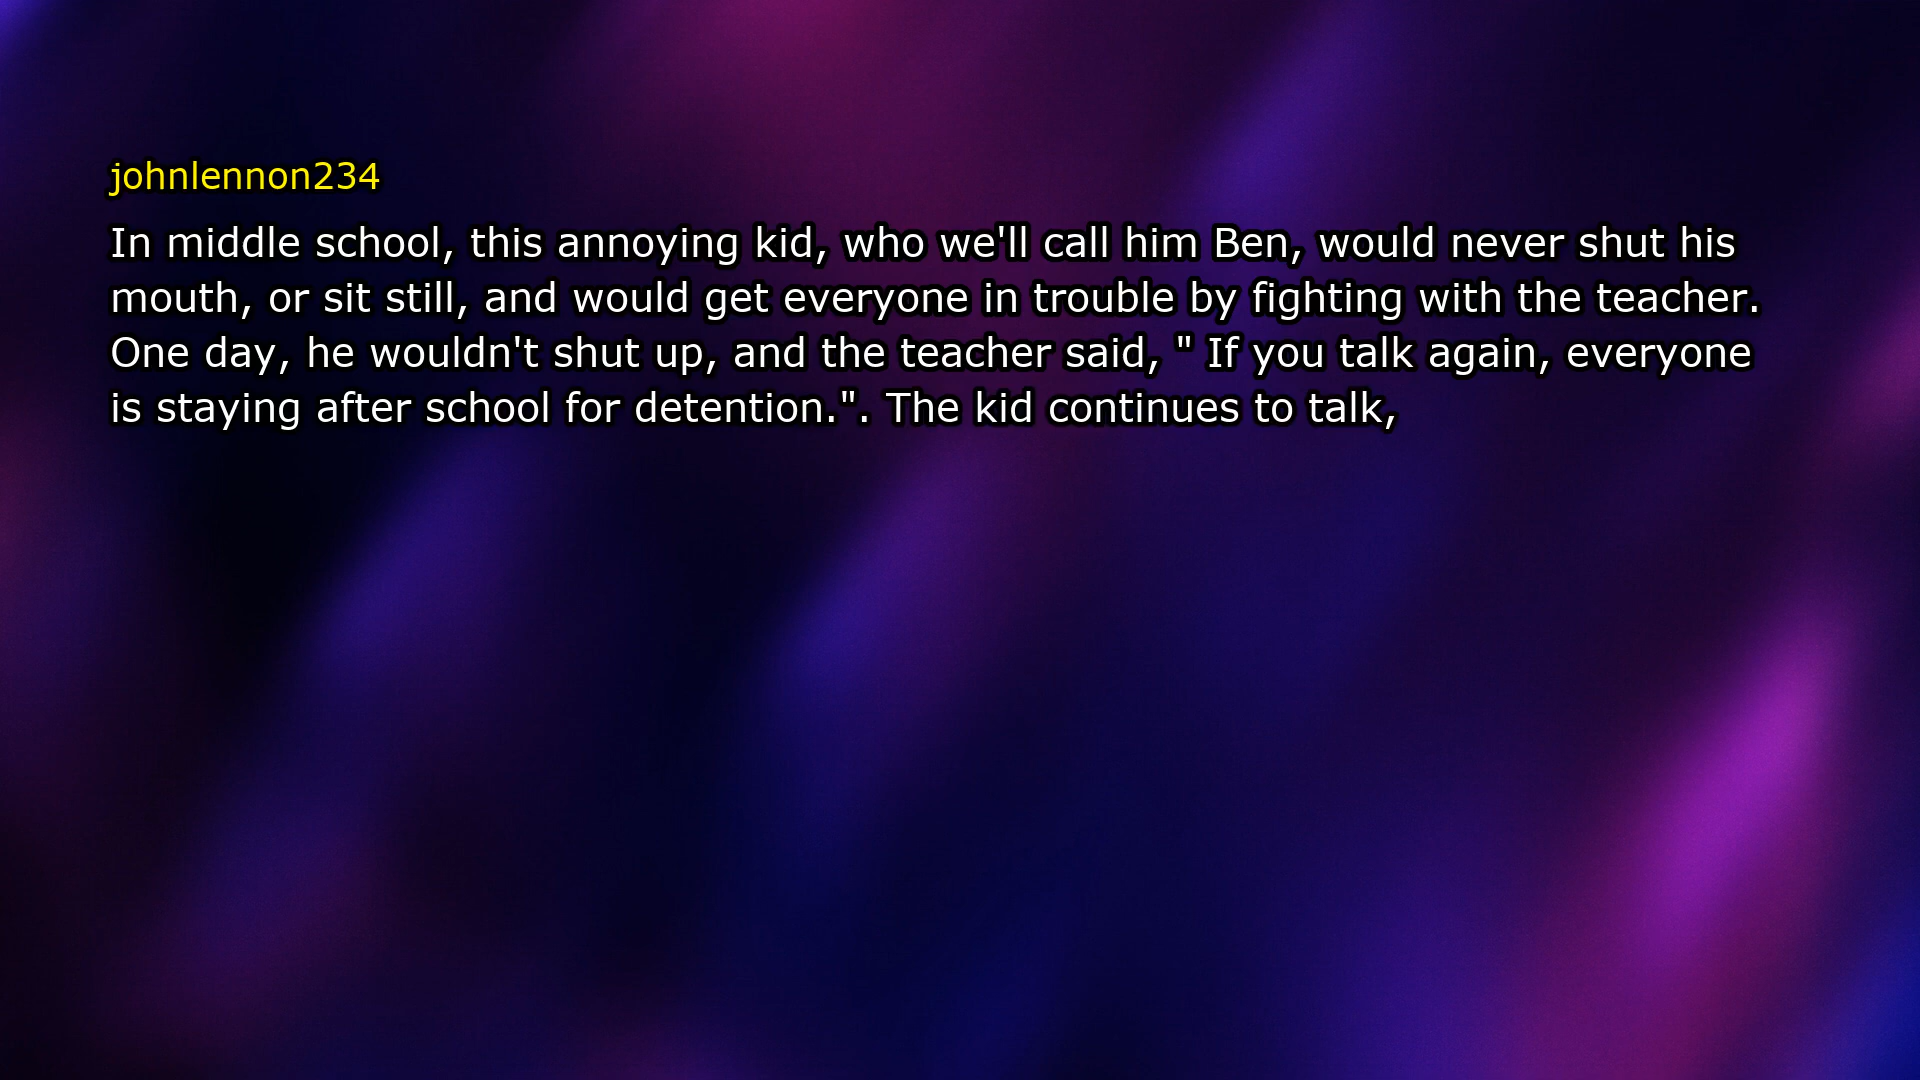 johnlennon234
In middle school, this annoying kid, who we'll call him Ben, would never shut his
mouth, or sit still, and would get everyone in trouble by fighting with the teacher.
One day, he wouldn't shut up, and the teacher said, " If you talk again, everyone
is staying after school for detention.". The kid continues to talk,